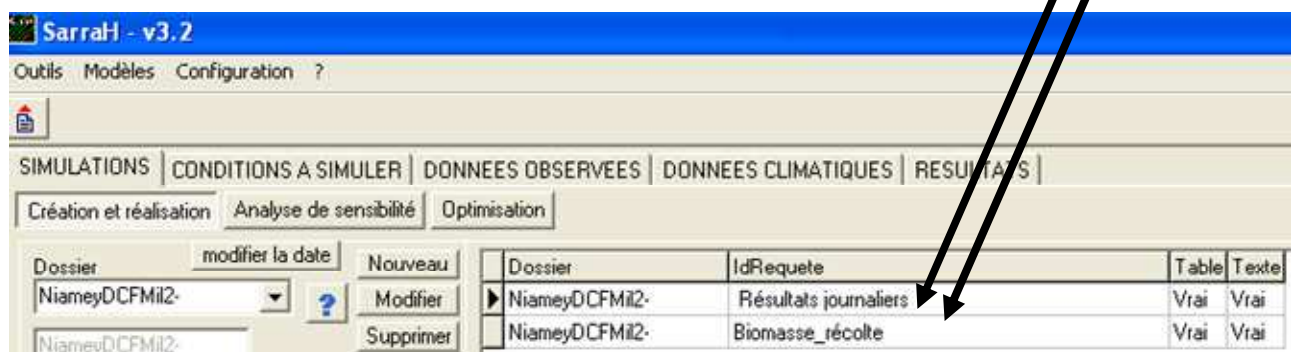 SarraH - v3.2
Outils Modèles Configuration ?
SIMULATIONS CONDITIONS A SIMULER DONNEES OBSERVEES DONNEES CLIMATIQUES RESULTATS
Création et réalisation Analyse de sensibilité Optimisation
Dossier modifier la date Nouveau Dossier IdRequete Table Texte
NiameyDCFMil2- ? Modifier NiameyDCFMil2- Résultats journaliers Vrai Vrai
NiameyDCFMil2- Supprimer NiameyDCFMil2- Biomasse_récolte Vrai Vrai